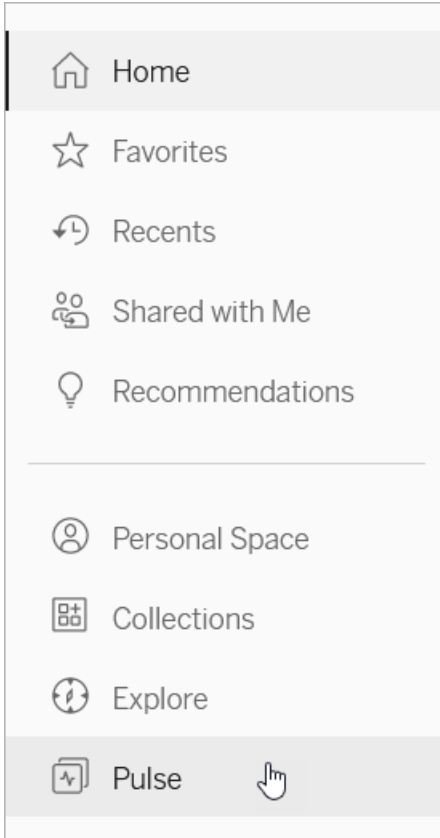 Home
Favorites
Recents
Shared with Me
Recommendations
Personal Space
Collections
Explore
Pulse